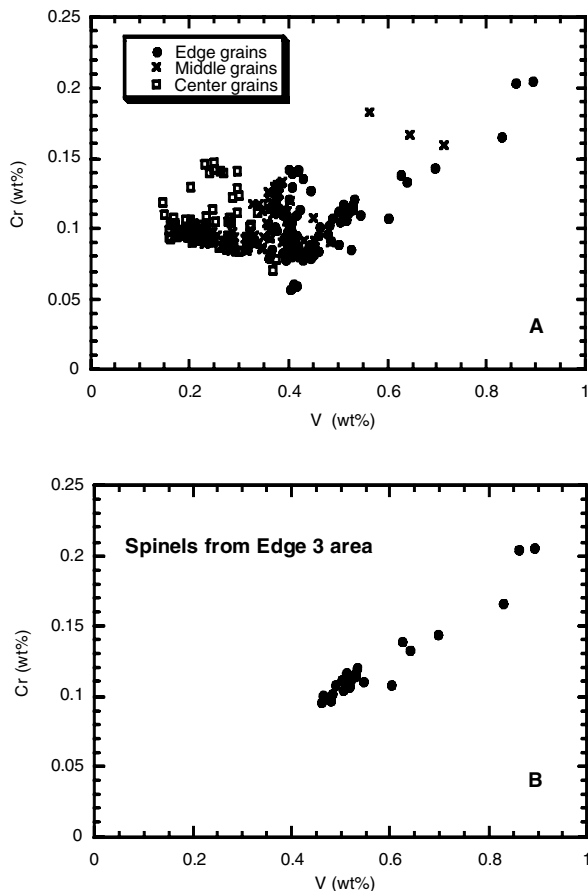 0.25
Edge grains
Middle grains
Center grains
0.2
0.15
Cr (wt%)
0.1
0.05
A
0
0 0.2 0.4 0.6 0.8 1
V (wt%)
0.25
Spinels from Edge 3 area
0.2
0.15
Cr (wt%)
0.1
0.05
B
0
0 0.2 0.4 0.6 0.8 1
V (wt%)